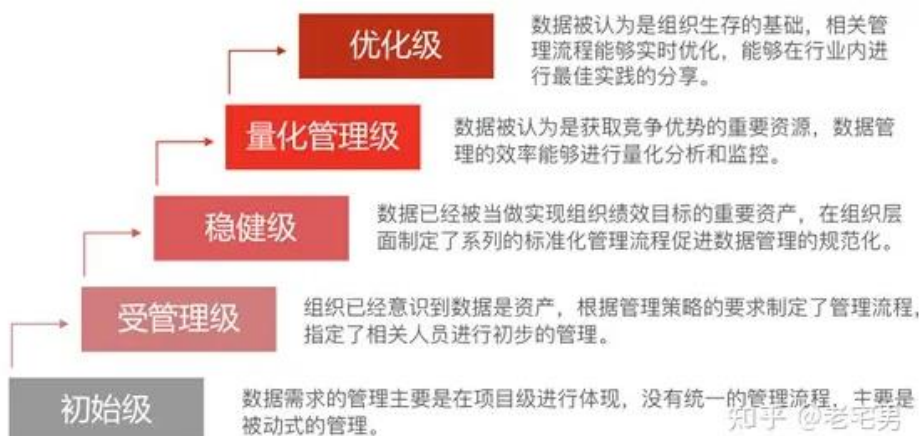 优化级
数据被认为是组织生存的基础，相关管
理流程能够实时优化，能够在行业内进
行最佳实践的分享。
量化管理级
数据被认为是获取竞争优势的重要资源，数据管
理的效率能够进行量化分析和监控。
稳健级
数据已经被当做实现组织绩效目标的重要资产，在组织层
面制定了系列的标准化管理流程促进数据管理的规范化。
受管理级
组织已经意识到数据是资产，根据管理策略的要求制定了管理流程，
指定了相关人员进行初步的管理。
初始级
数据需求的管理主要是在项目级进行体现，没有统一的管理流程，主要是
被动式的管理。
知乎 @老宅男